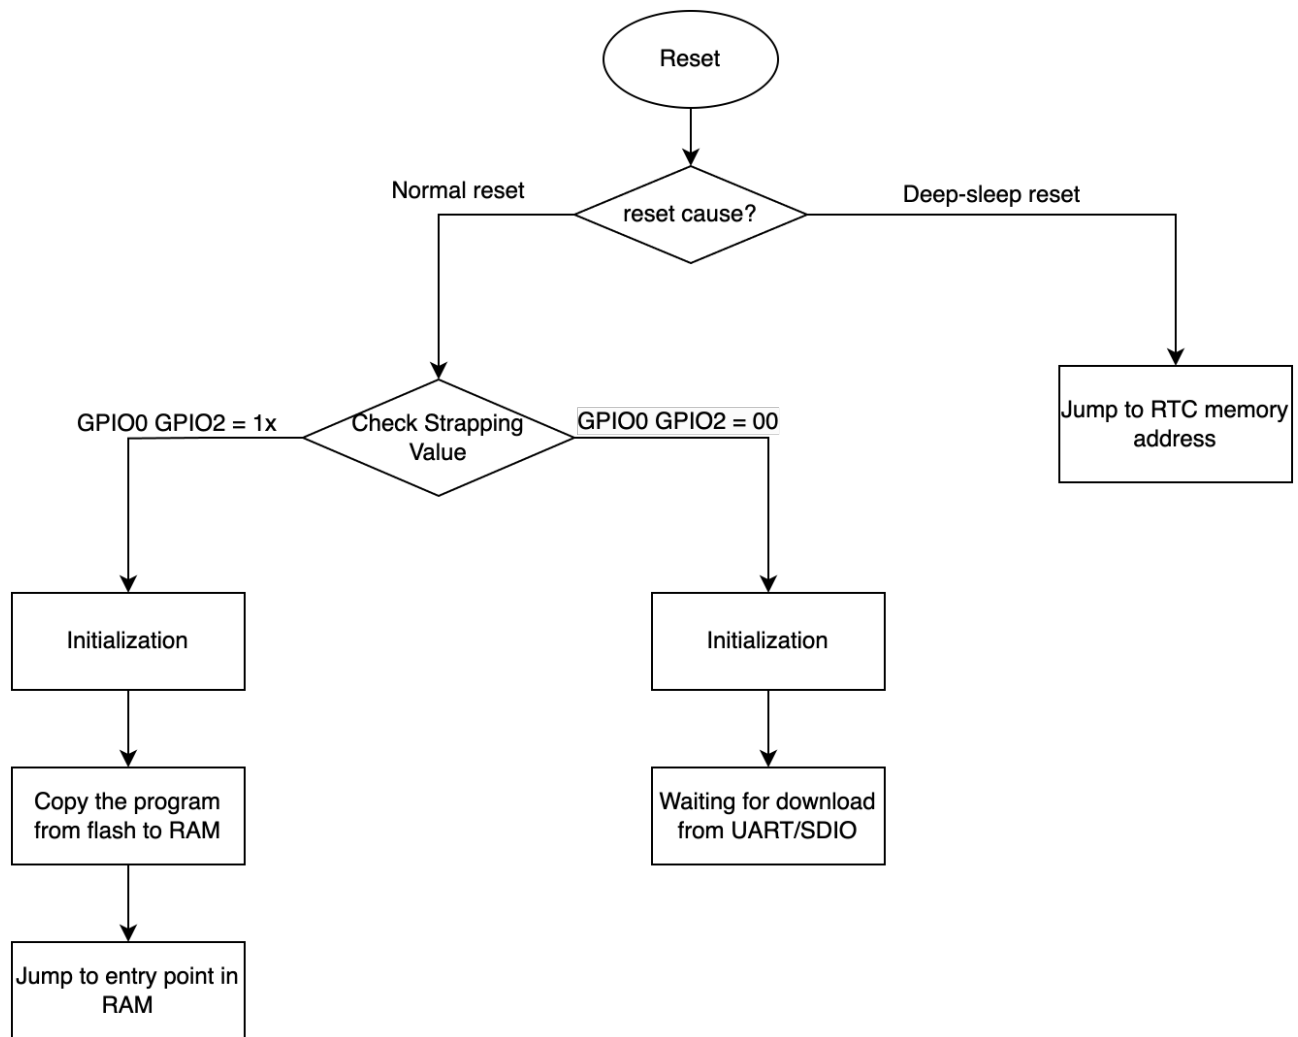 Reset
Normal reset
reset cause?
Deep-sleep reset
GPIO0 GPIO2 = 1x
Check Strapping
Value
GPIO0 GPIO2 = 00
Jump to RTC memory
address
Initialization
Initialization
Copy the program
from flash to RAM
Waiting for download
from UART/SDIO
Jump to entry point in
RAM